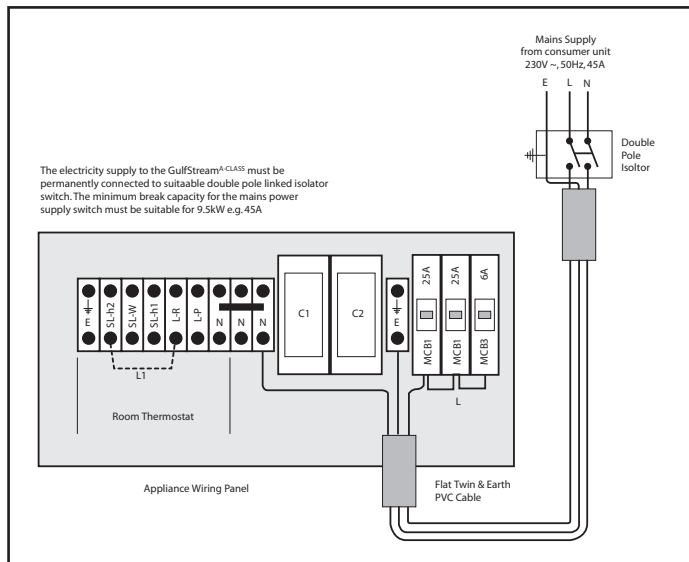 Mains Supply
from consumer unit
230V ~, 50Hz, 45A
E L N
Double
Pole
Isoltor
The electricity supply to the GulfStreamA-CLASS must be
permanently connected to suitaable double pole linked isolator
switch. The minimum break capacity for the mains power
supply switch must be suitable for 9.5kW e.g. 45A
E
SL-h2
SL-W
SL-h1
L-R
L-P
N
N
N
C1
C2
E
25A
25A
6A
MCB1
MCB1
MCB3
L1
L
Room Thermostat
Appliance Wiring Panel
Flat Twin & Earth
PVC Cable